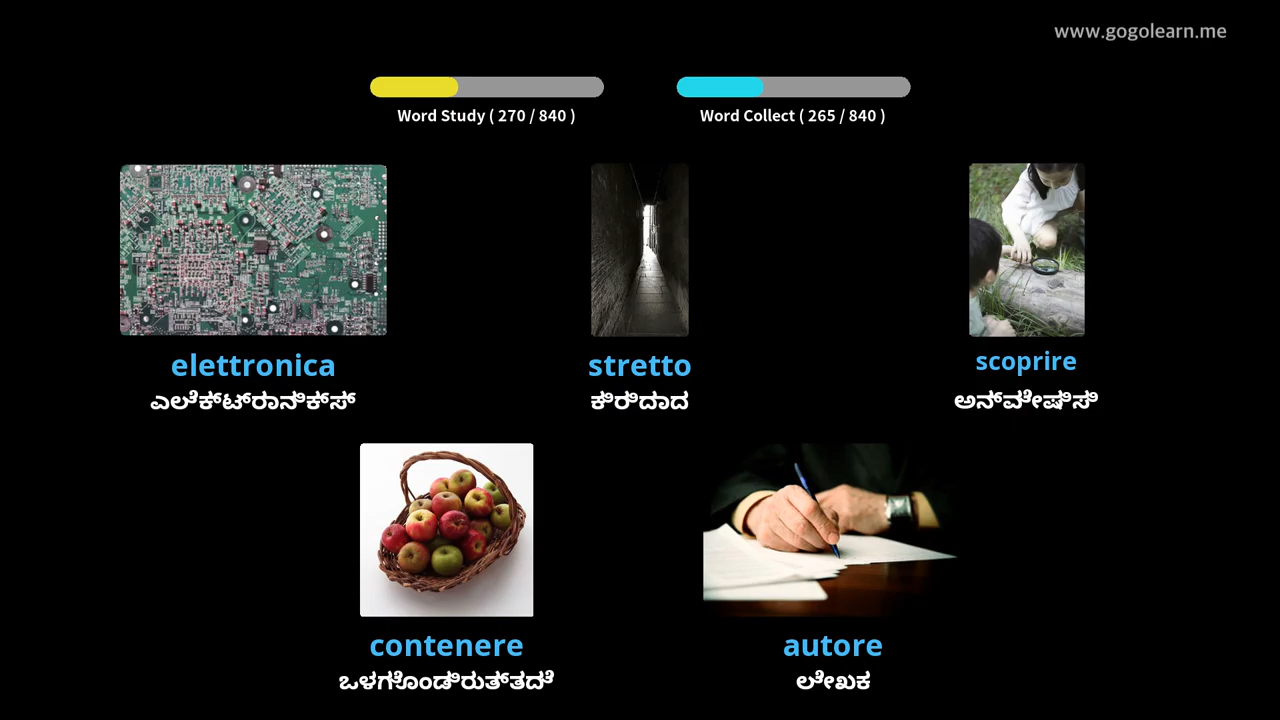 www.gogolearn.me
Word Study ( 270 / 840 )
Word Collect ( 265 / 840 )
elettronica
ಎಲೆಕ್ಟ್ರಾನಿಕ್ಸ್
stretto
ಕಿರಿದಾದ
scoprire
ಅನ್ವೇಷಿಸಿ
contenere
ಒಳಗೊಂಡಿರುತ್ತದೆ
autore
ಲೇಖಕ